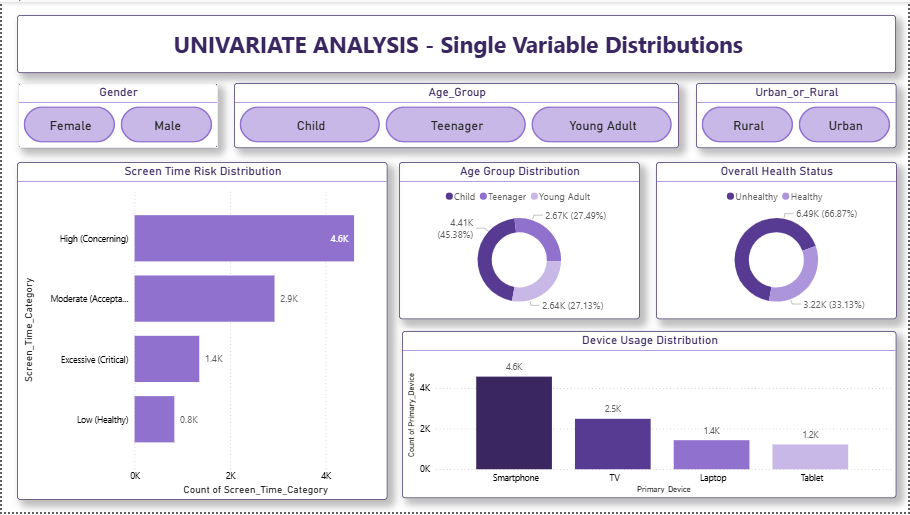 UNIVARIATE ANALYSIS - Single Variable Distributions
Gender
Female
Male
Age_Group
Child
Teenager
Young Adult
Urban_or_Rural
Rural
Urban
Screen Time Risk Distribution
Screen_Time_Category
High (Concerning)
4.6K
Moderate (Accepta...
2.9K
Excessive (Critical)
1.4K
Low (Healthy)
0.8K
0K
2K
4K
Count of Screen_Time_Category
Age Group Distribution
Child
Teenager
Young Adult
4.41K
(45.38%)
2.67K (27.49%)
2.64K (27.13%)
Overall Health Status
Unhealthy
Healthy
6.49K (66.87%)
3.22K (33.13%)
Device Usage Distribution
Count of Primary_Device
4K
2K
0K
4.6K
2.5K
1.4K
1.2K
Smartphone
TV
Laptop
Tablet
Primary_Device